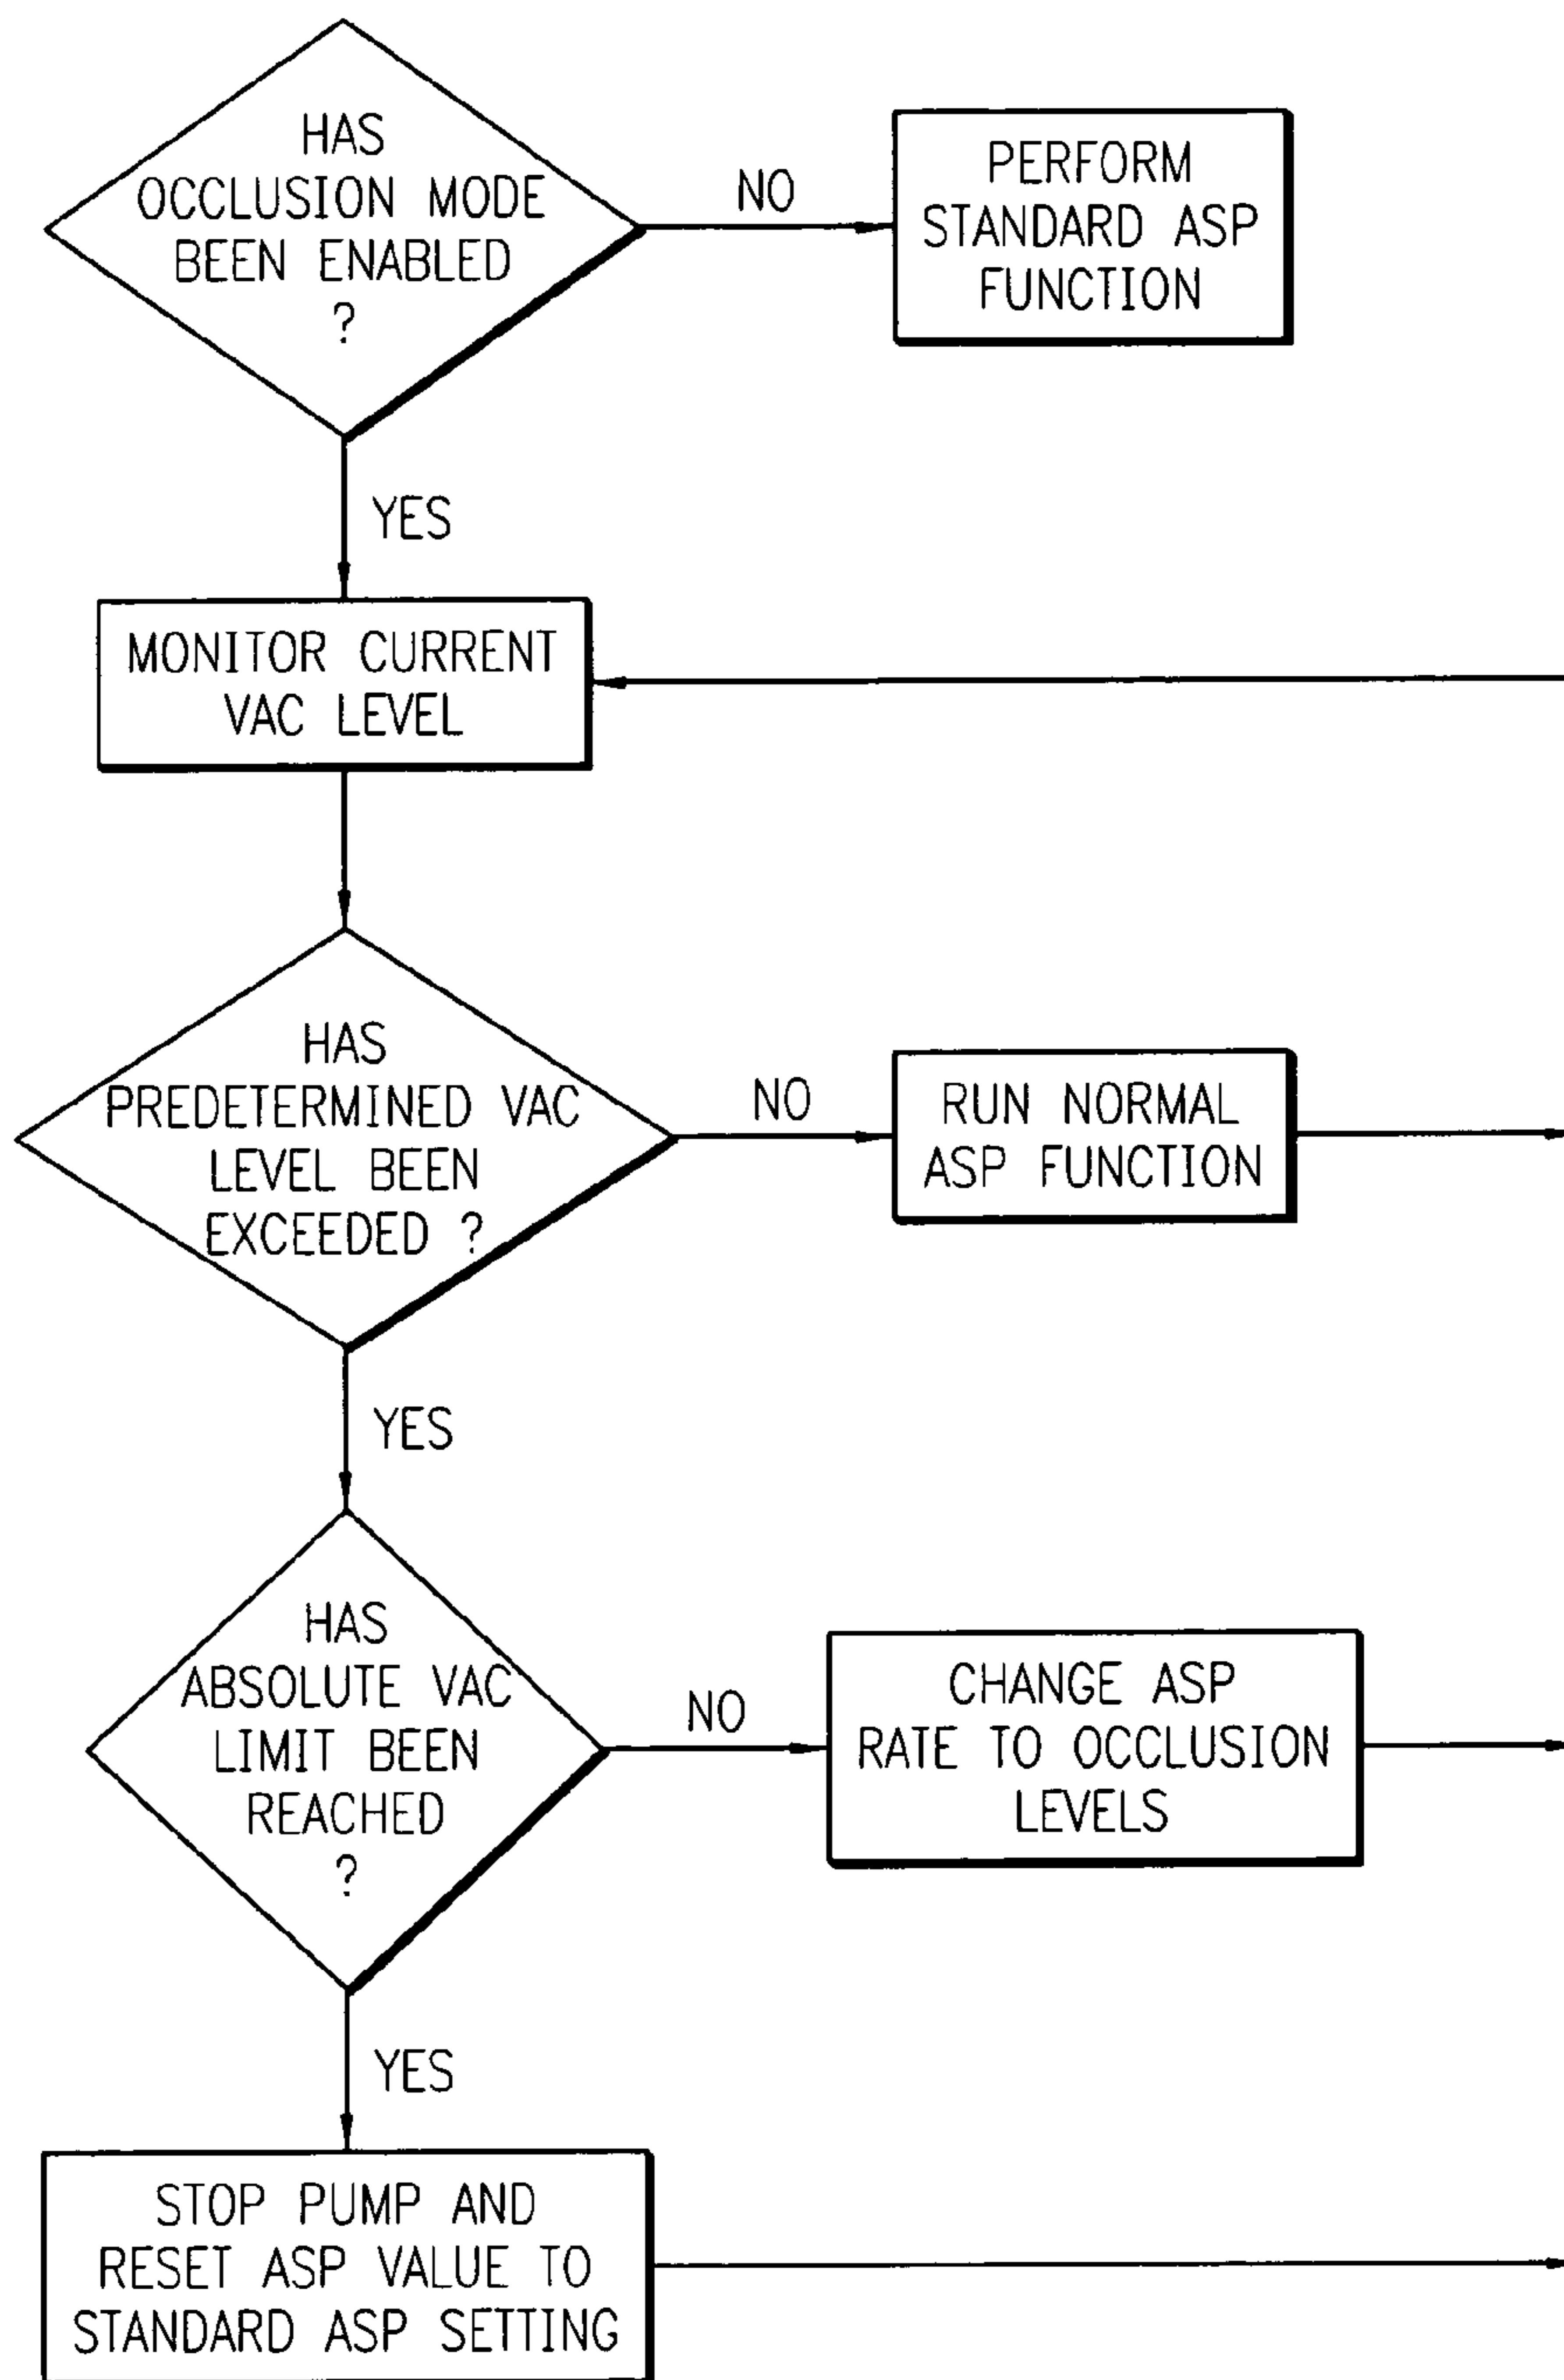 HAS
OCCLUSION MODE
BEEN ENABLED
?
NO
PERFORM
STANDARD ASP
FUNCTION
YES
MONITOR CURRENT
VAC LEVEL
HAS
PREDETERMINED VAC
LEVEL BEEN
EXCEEDED ?
NO
RUN NORMAL
ASP FUNCTION
YES
HAS
ABSOLUTE VAC
LIMIT BEEN
REACHED
?
NO
CHANGE ASP
RATE TO OCCLUSION
LEVELS
YES
STOP PUMP AND
RESET ASP VALUE TO
STANDARD ASP SETTING